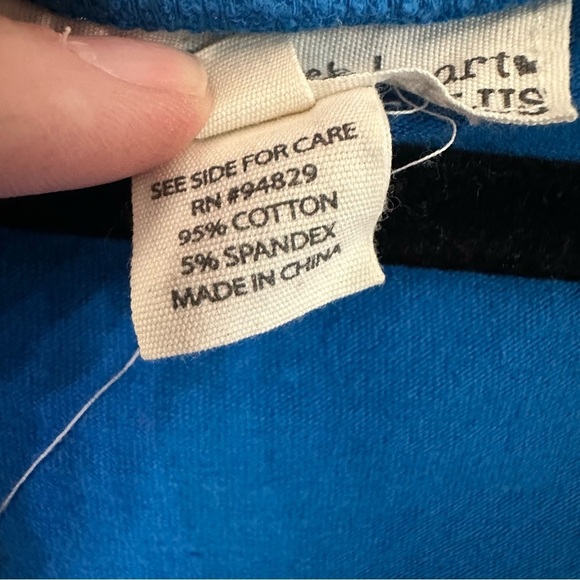 SEE SIDE FOR CARE
RN #94829
95% COTTON
5% SPANDEX
MADE IN CHINA